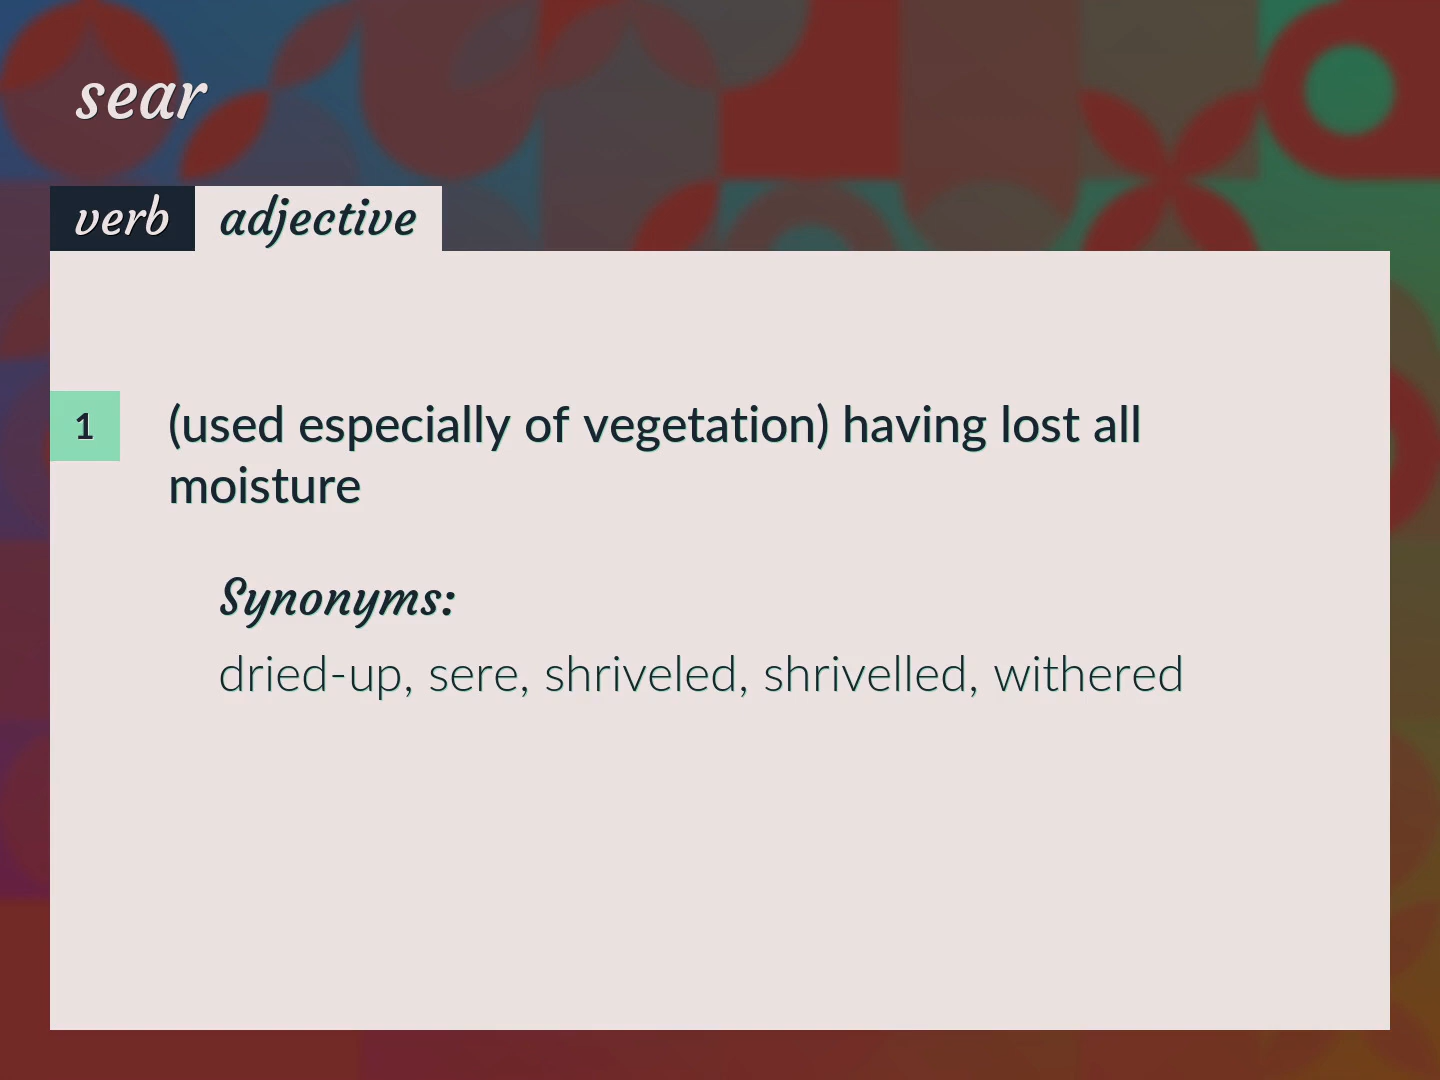 sear
verb adjective
1 (used especially of vegetation) having lost all
moisture
Synonyms:
dried-up, sere, shriveled, shrivelled, withered